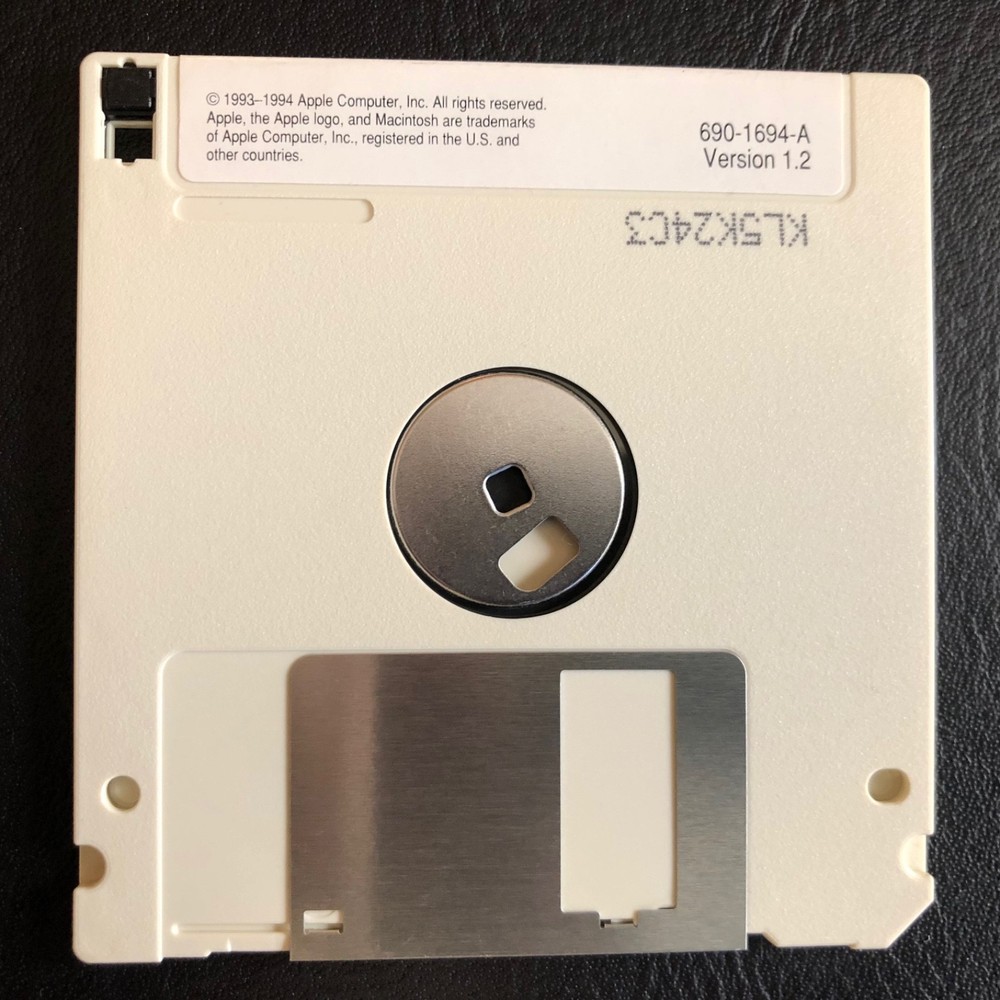 © 1993–1994 Apple Computer, Inc. All rights reserved.
Apple, the Apple logo, and Macintosh are trademarks
of Apple Computer, Inc., registered in the U.S. and
other countries.
690-1694-A
Version 1.2
KL5K24C3